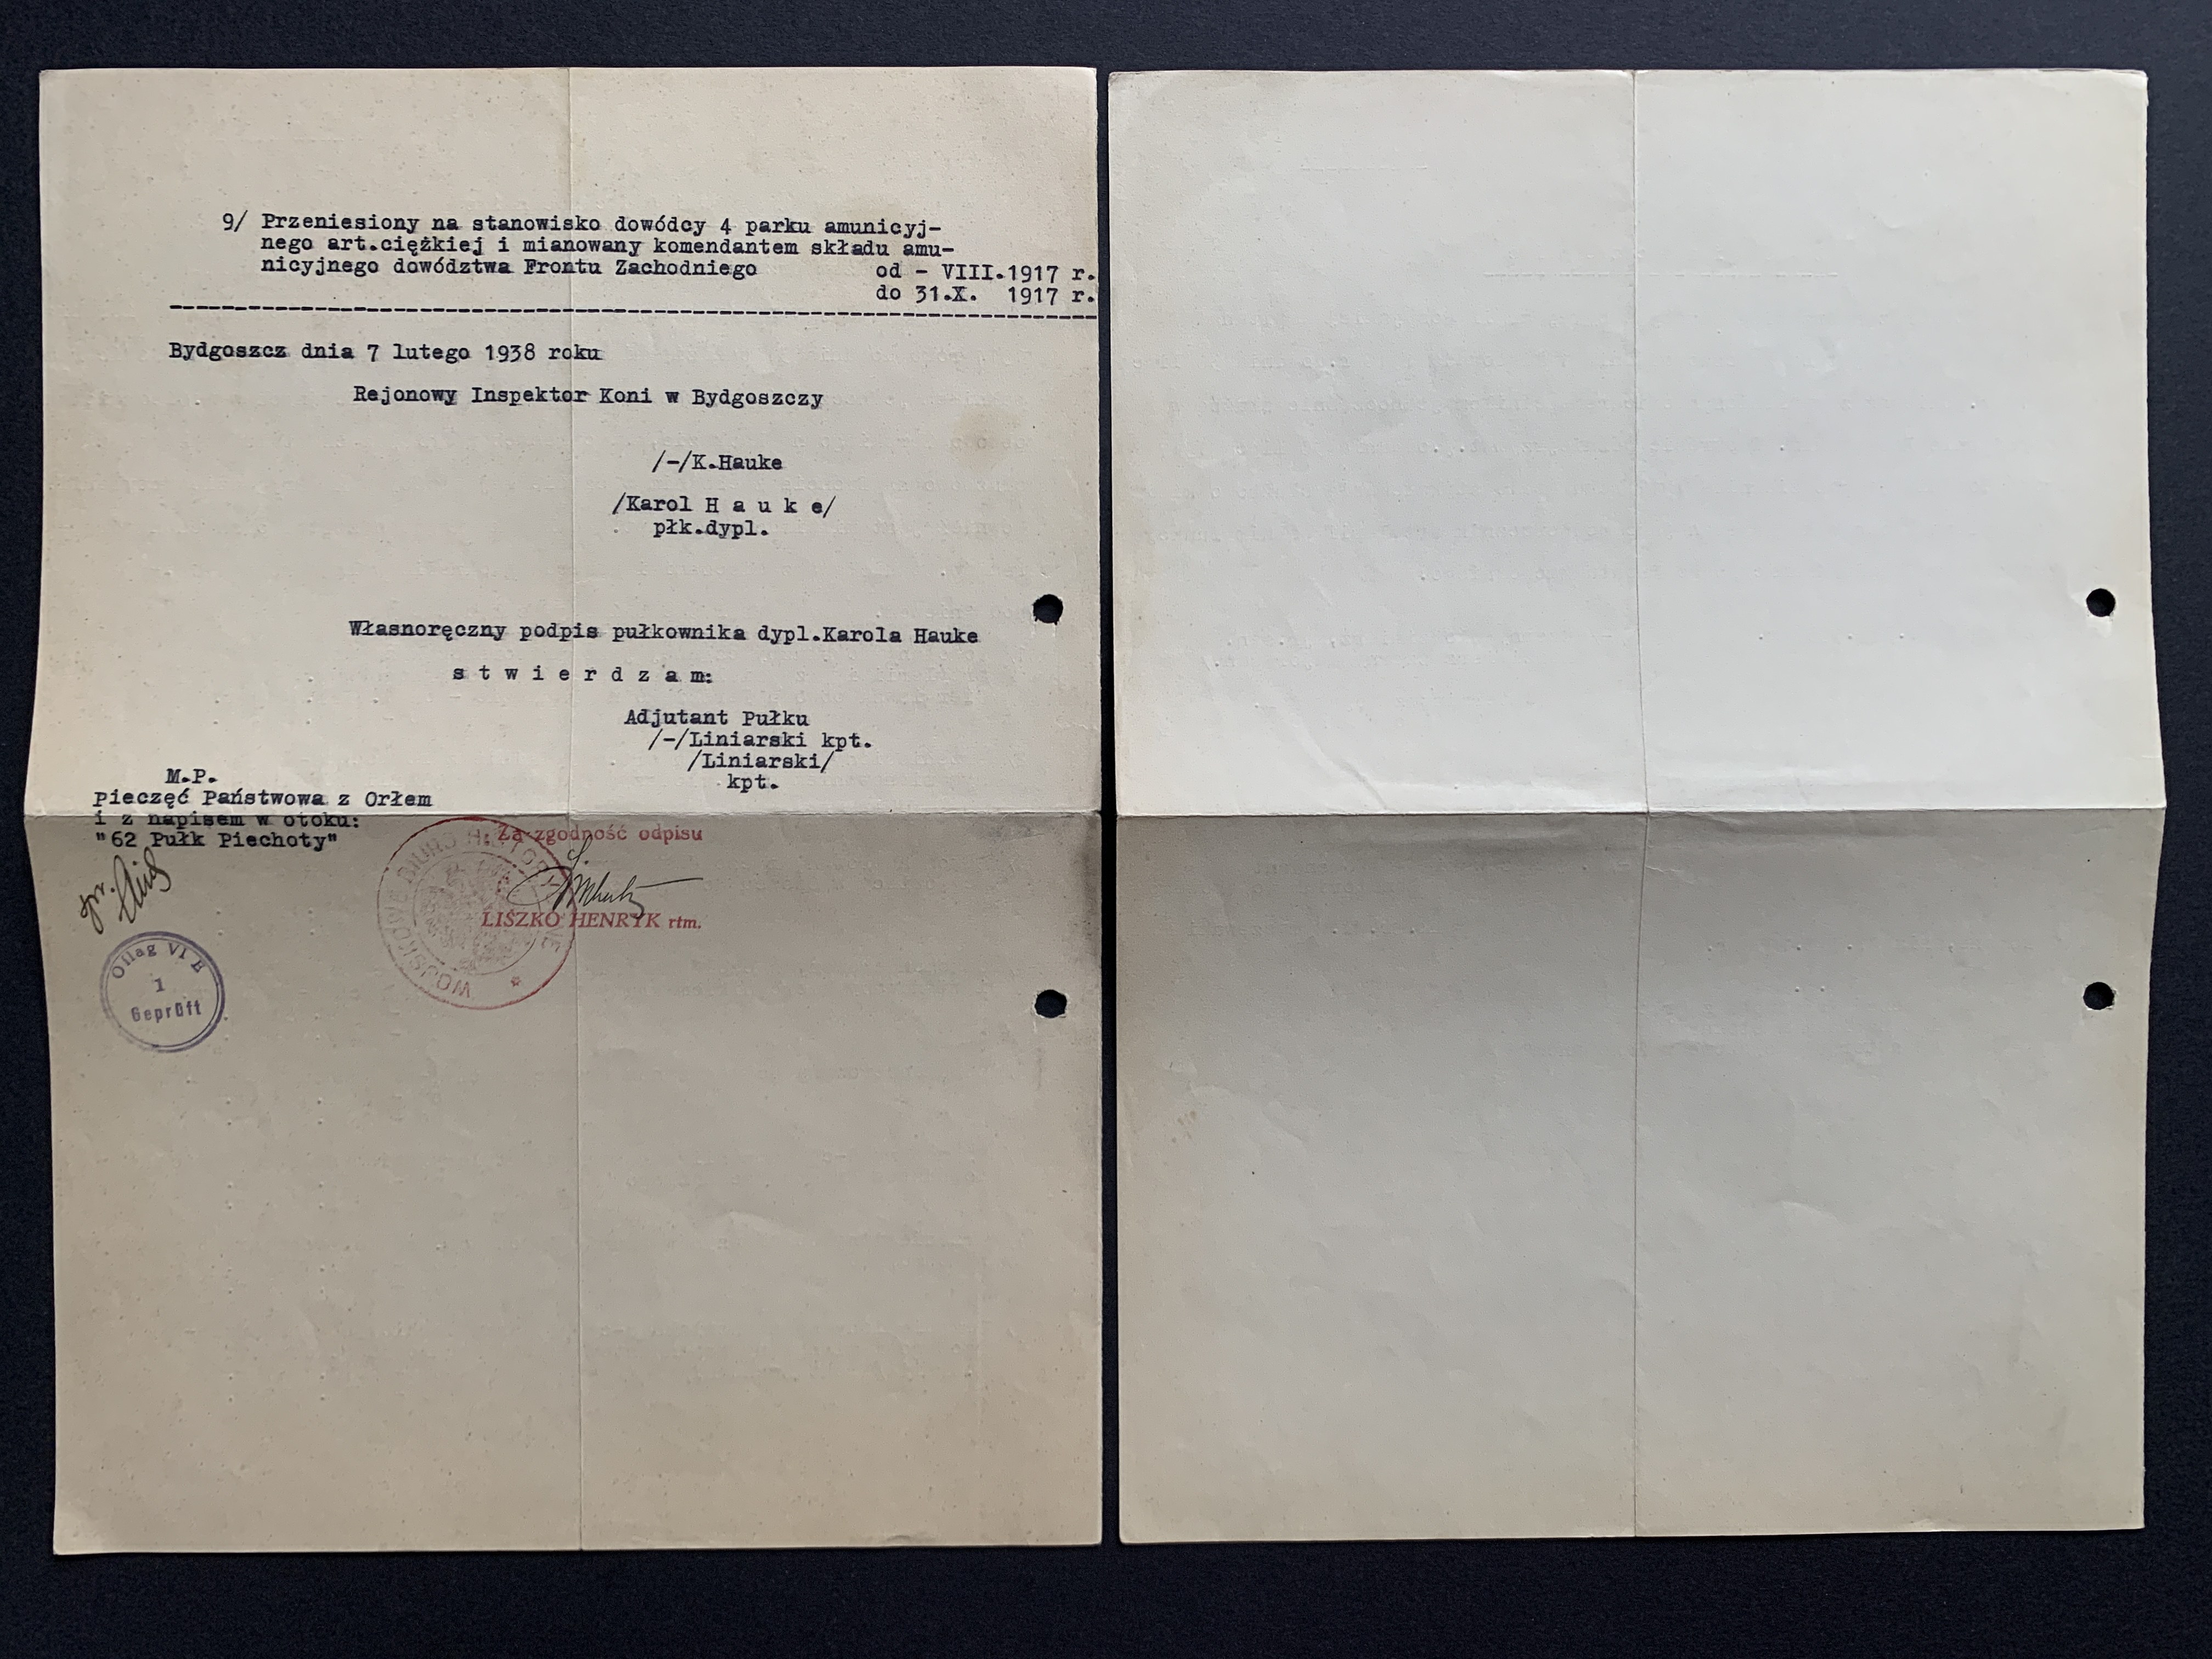 9/ Przeniesiony na stanowisko dowódcy 4 parku amunicyj-
nego art.ciężkiej i mianowany komendantem składu amu-
nicyjnego dowództwa Frontu Zachodniego od - VIII.1917 r.
do 31.X. 1917 r.
Bydgoszcz dnia 7 lutego 1938 roku
Rejonowy Inspektor Koni w Bydgoszczy
/-/K.Hauke
/Karol H a u k e/
płk.dypl.
Własnoręczny podpis pułkownika dypl.Karola Hauke
s t w i e r d z a m:
Adjutant Pułku
/-/Liniarski kpt.
/Liniarski/
kpt.
M.P.
Pieczęć Państwowa z Orłem
i z napisem w otoku:
"62 Pułk Piechoty"
Za zgodność odpisu
LISZKO HENRYK rtm.
WOJSKOWE BIURO HISTORYCZNE
Oflag VI E
1
Geprüft